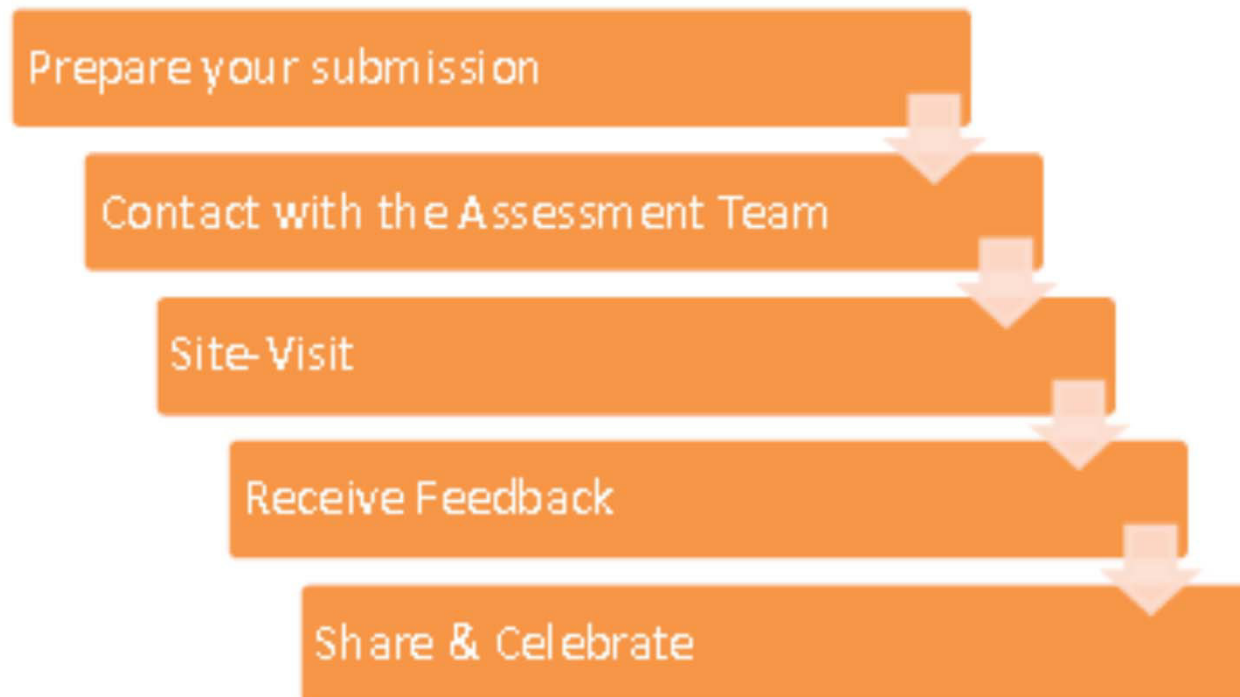 Prepare your submission
Contact with the Assessment Team
Site-Visit
Receive Feedback
Share & Celebrate